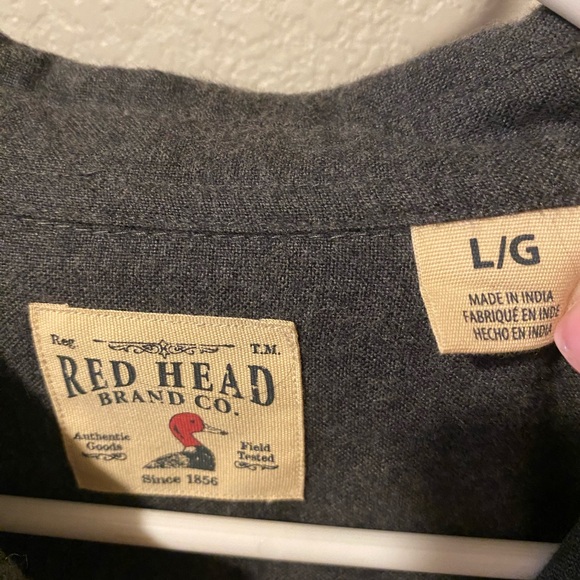 Reg. T.M.
RED HEAD
BRAND CO.
Authentic
Goods
Field
Tested
Since 1856
L/G
MADE IN INDIA
FABRIQUÉ EN INDE
HECHO EN INDIA